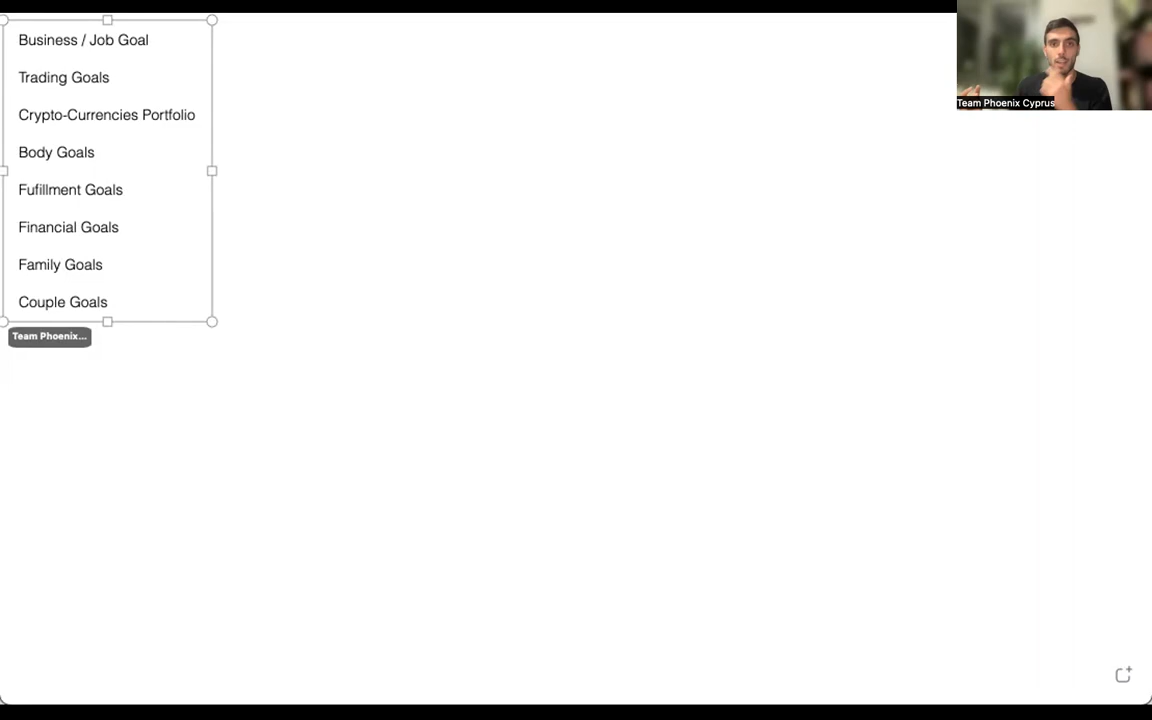 Business / Job Goal
Trading Goals
Crypto-Currencies Portfolio
Body Goals
Fufillment Goals
Financial Goals
Family Goals
Couple Goals
Team Phoenix...
Team Phoenix Cyprus